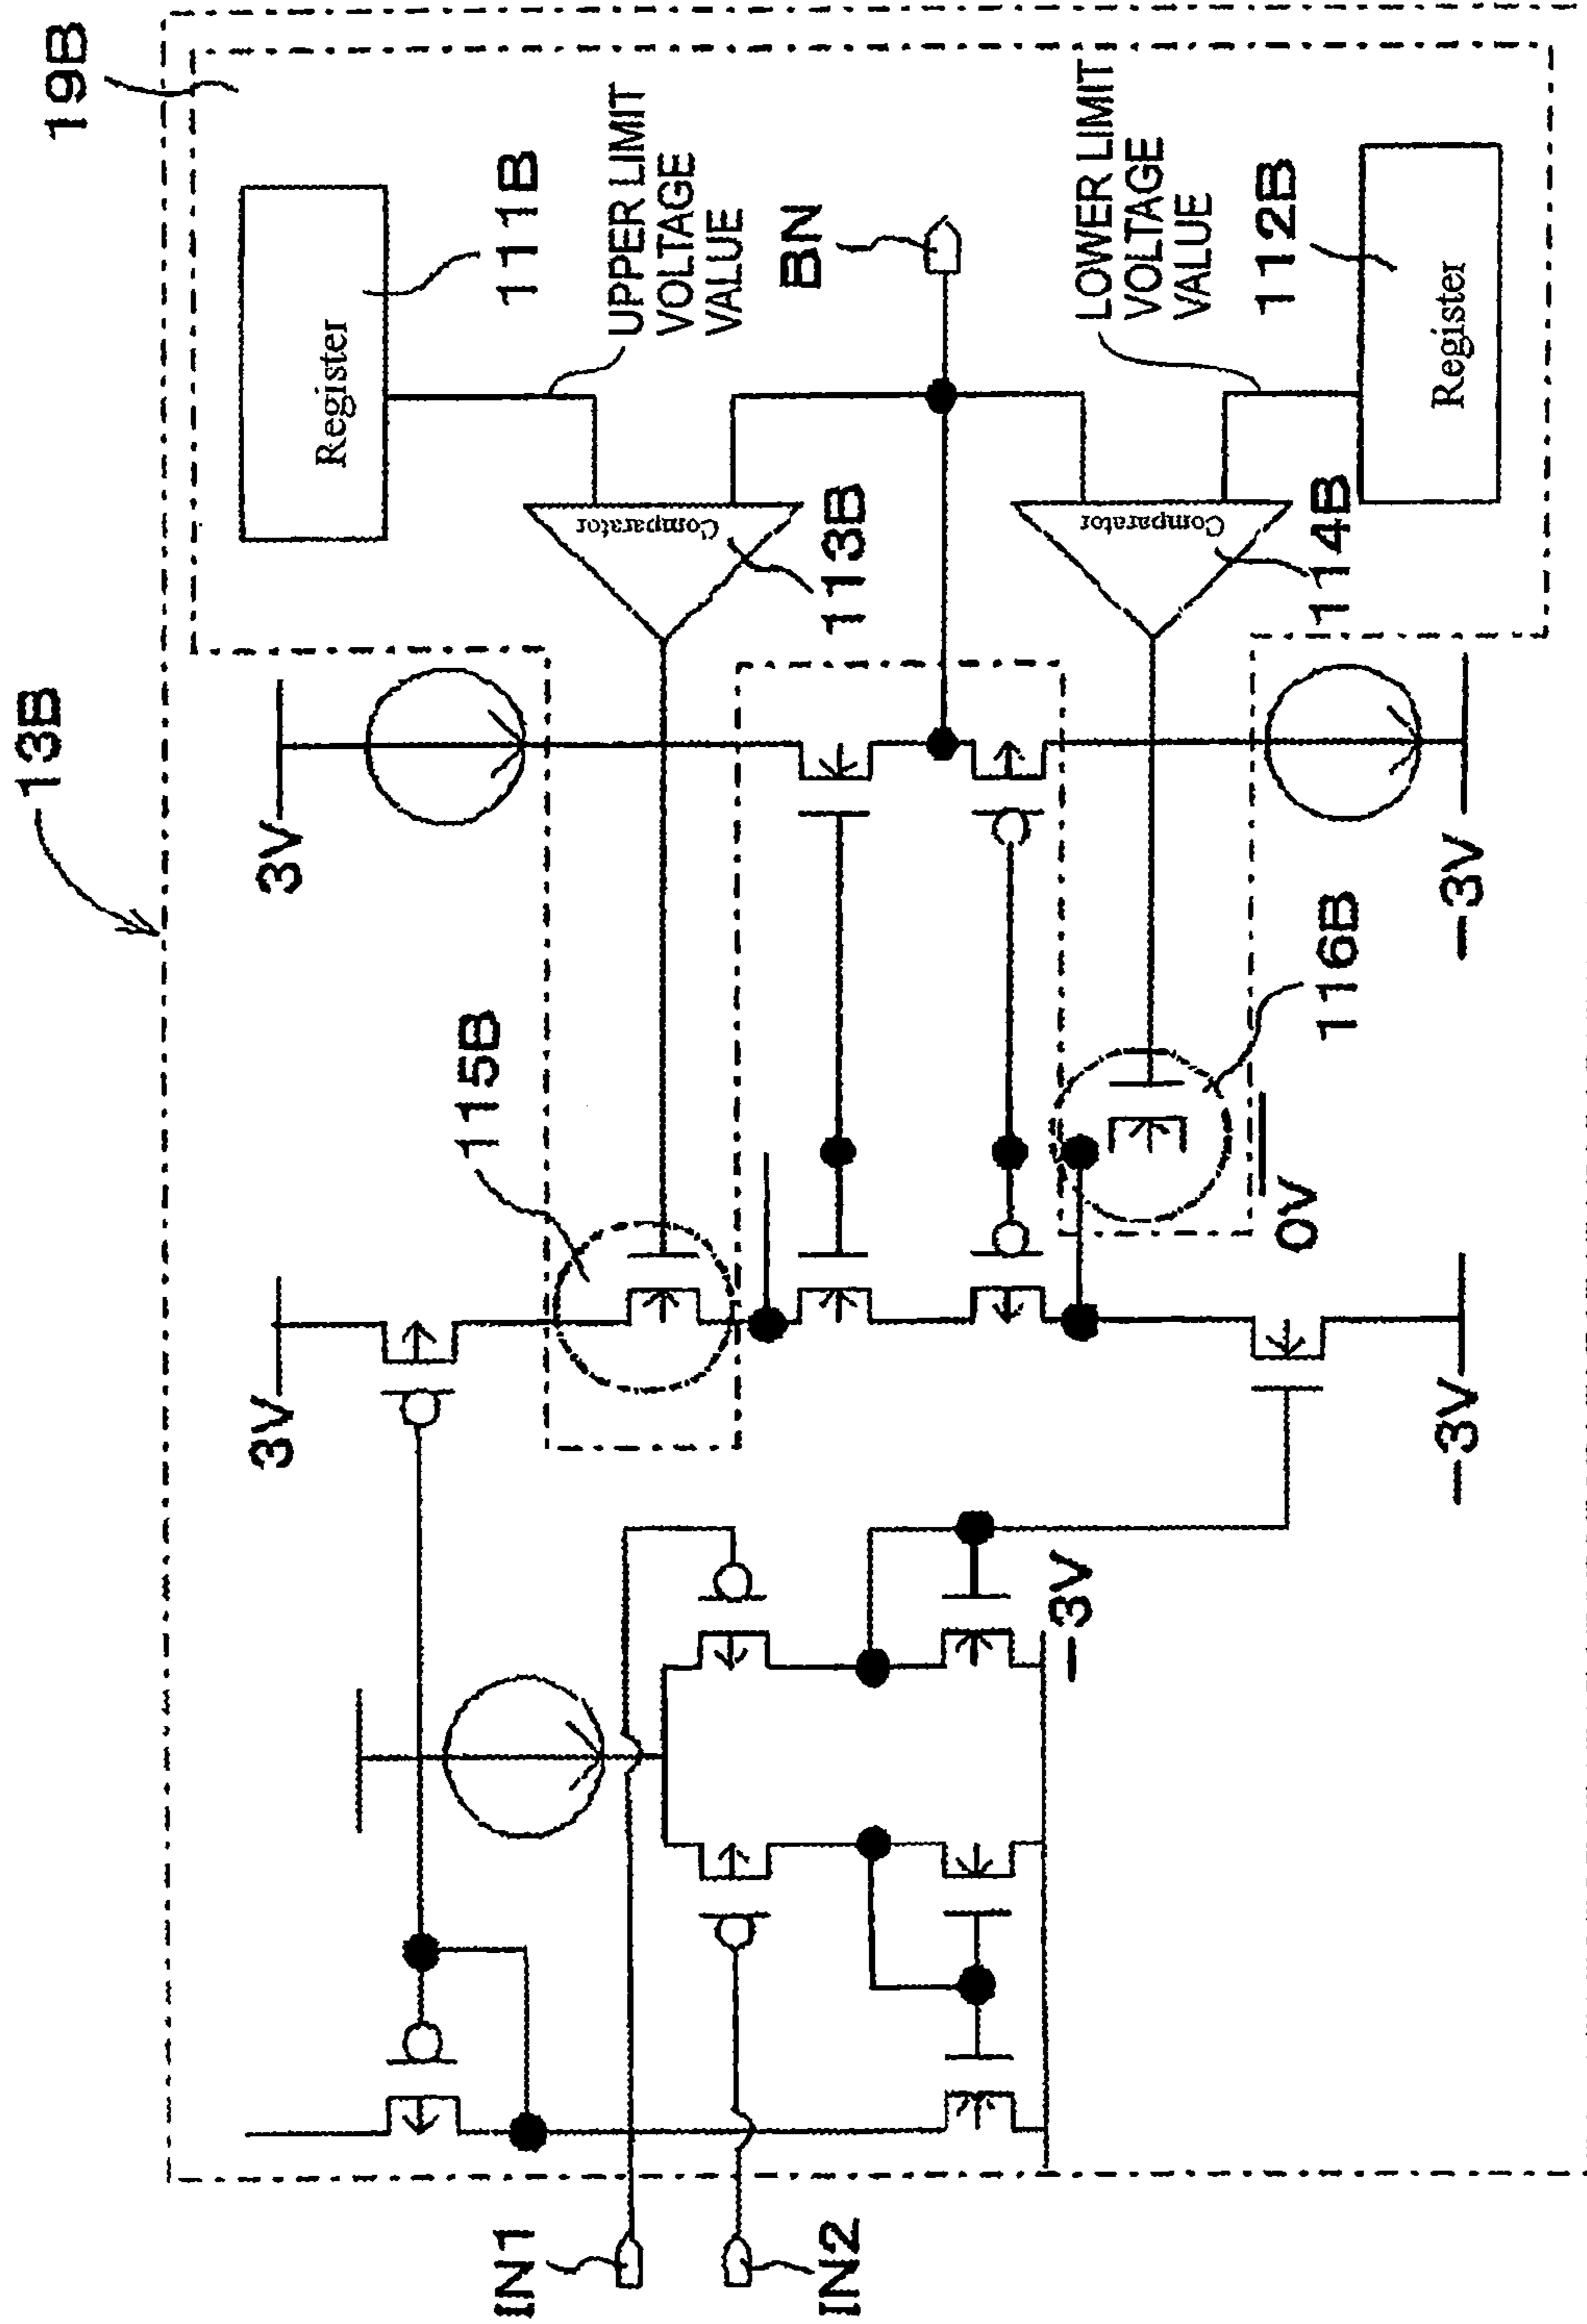 13B
19B
3V
3V
Register
111B
UPPER LIMIT
VOLTAGE
VALUE
115B
Comparator
113B
IN1
IN2
BN
-3V
LOWER LIMIT
VOLTAGE
VALUE
Comparator
114B
112B
Register
116B
0V
-3V
-3V